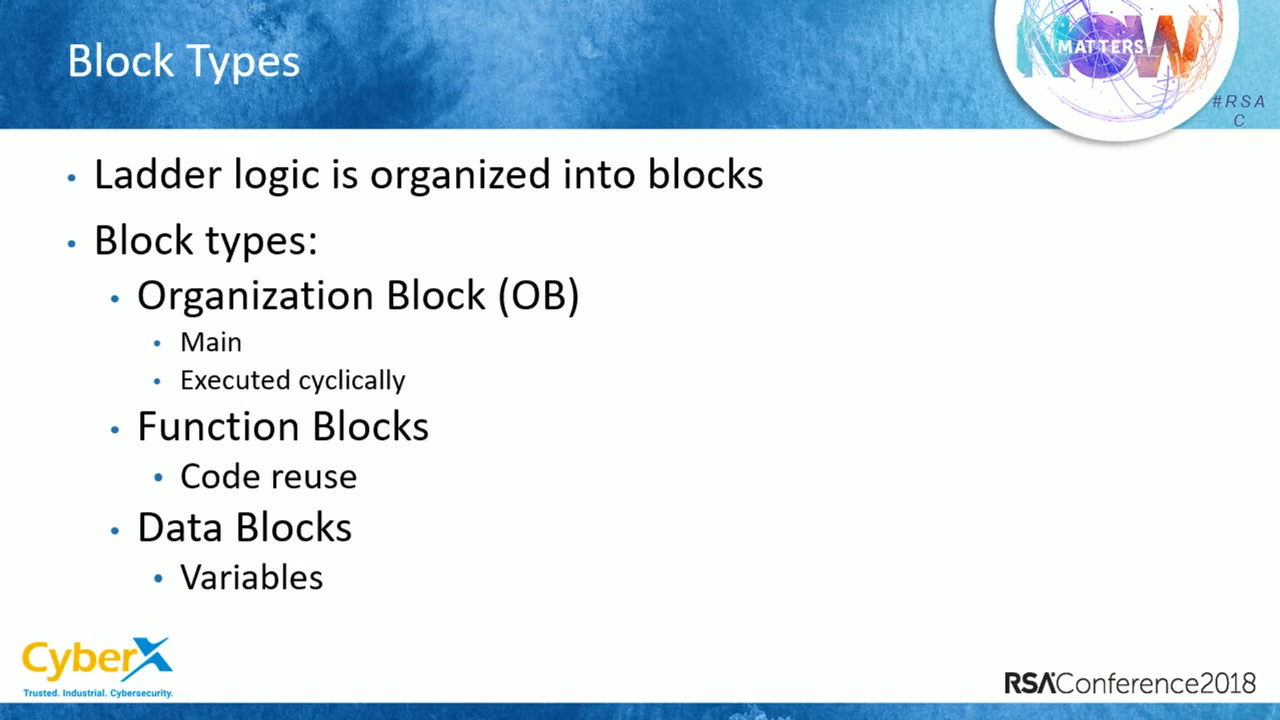 Block Types
NOW
MATTERS
#RSA
C
• Ladder logic is organized into blocks
• Block types:
• Organization Block (OB)
• Main
• Executed cyclically
• Function Blocks
• Code reuse
• Data Blocks
• Variables
CyberX
Trusted. Industrial. Cybersecurity.
RSAConference2018